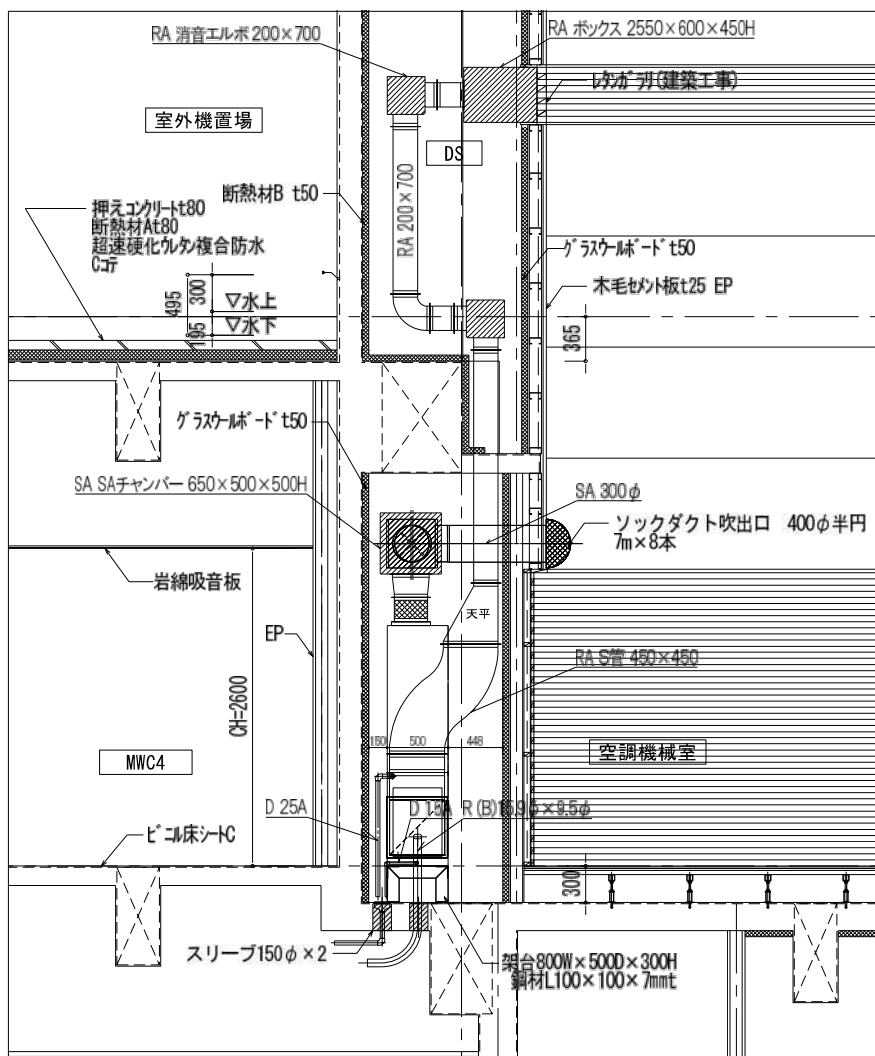 RA 消音エルボ 200×700
RA ボックス 2550×600×450H
レタンガラリ(建築工事)
室外機置場
DS
RA 200×700
断熱材B t50
押えコンクリートt80
断熱材At80
超速硬化ウレタン複合防水
Cコテ
グラスウールボードt50
木毛セメント板t25 EP
495
300
195
▽水上
▽水下
365
グラスウールボードt50
SA SAチャンバー 650×500×500H
SA 300φ
ソックダクト吹出口 400φ半円
7m×8本
岩綿吸音板
天平
EP
RA S管 450×450
CH=2600
150
500
448
MWC4
空調機械室
D 25A
D 15A
R (B)15.9φ×9.5φ
ビニル床シートC
300
スリーブ150φ×2
架台800W×500D×300H
鋼材L100×100×7mmt